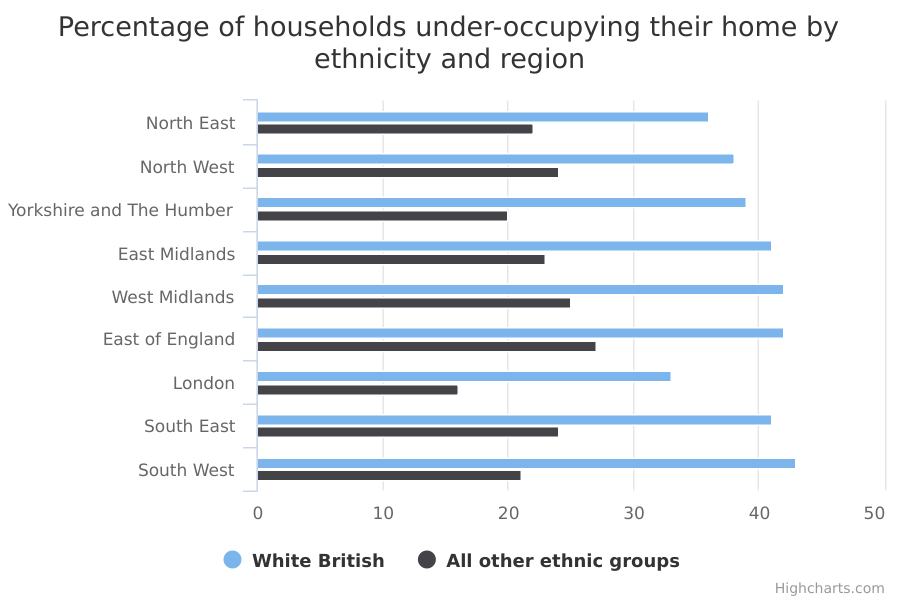 Percentage of households under-occupying their home by
ethnicity and region
North East
North West
Yorkshire and The Humber
East Midlands
West Midlands
East of England
London
South East
South West
0 10 20 30 40 50
White British All other ethnic groups
Highcharts.com